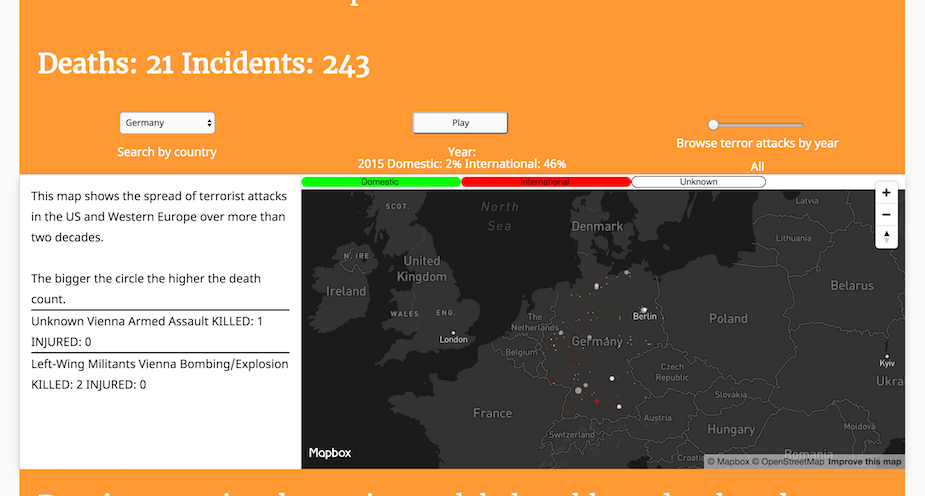 Deaths: 21 Incidents: 243
Germany
Play
Search by country
Year:
2015 Domestic: 2% International: 46%
Browse terror attacks by year
All
Domestic
International
Unknown
This map shows the spread of terrorist attacks
in the US and Western Europe over more than
two decades.
The bigger the circle the higher the death
count.
Unknown Vienna Armed Assault KILLED: 1
INJURED: 0
Left-Wing Militants Vienna Bombing/Explosion
KILLED: 2 INJURED: 0
SCOT.
North
Sea
Denmark
Latvia
Lithuania
N. IRE.
United
Kingdom
Ireland
Belarus
WALES
ENG.
The
Netherlands
Berlin
Poland
London
Germany
Belgium
Kyiv
Czech
Republic
Ukra
Slovakia
France
Austria
Hungary
Moldova
Switzerland
Croatia
Romania
Mapbox
© Mapbox © OpenStreetMap Improve this map